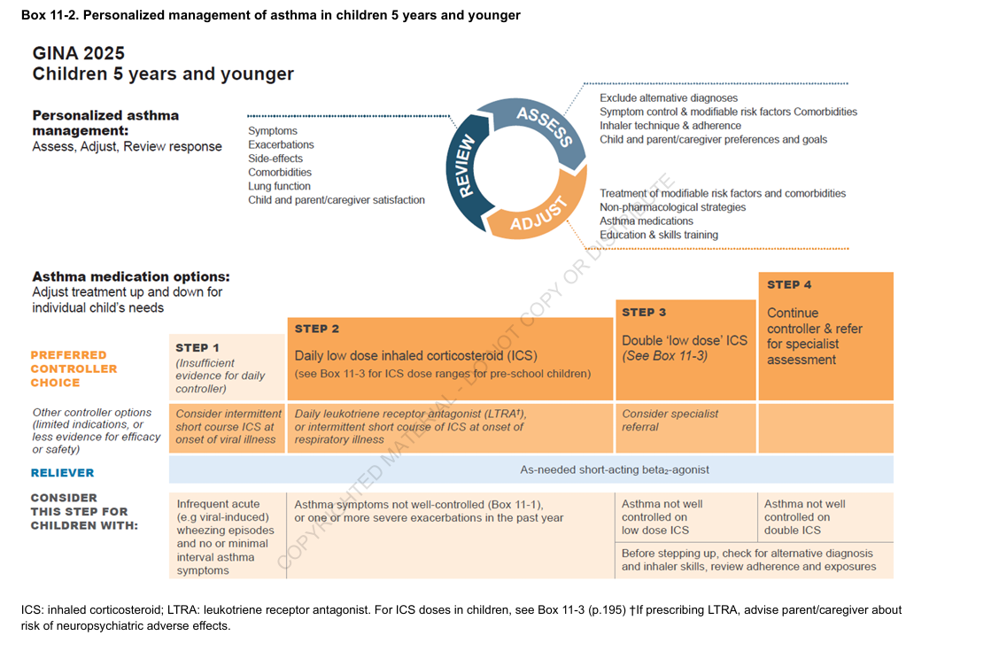 Box 11-2. Personalized management of asthma in children 5 years and younger
GINA 2025
Children 5 years and younger
Personalized asthma
management:
Assess, Adjust, Review response
Symptoms
Exacerbations
Side-effects
Comorbidities
Lung function
Child and parent/caregiver satisfaction
REVIEW
ASSESS
ADJUST
Exclude alternative diagnoses
Symptom control & modifiable risk factors Comorbidities
Inhaler technique & adherence
Child and parent/caregiver preferences and goals
Treatment of modifiable risk factors and comorbidities
Non-pharmacological strategies
Asthma medications
Education & skills training
Asthma medication options:
Adjust treatment up and down for
individual child's needs
PREFERRED
CONTROLLER
CHOICE
STEP 1
(Insufficient
evidence for daily
controller)
STEP 2
Daily low dose inhaled corticosteroid (ICS)
(see Box 11-3 for ICS dose ranges for pre-school children)
STEP 3
Double ‘low dose’ ICS
(See Box 11-3)
STEP 4
Continue
controller & refer
for specialist
assessment
Other controller options
(limited indications, or
less evidence for efficacy
or safety)
Consider intermittent
short course ICS at
onset of viral illness
Daily leukotriene receptor antagonist (LTRA†),
or intermittent short course of ICS at onset of
respiratory illness
Consider specialist
referral
RELIEVER
As-needed short-acting beta₂-agonist
CONSIDER
THIS STEP FOR
CHILDREN WITH:
Infrequent acute
(e.g viral-induced)
wheezing episodes
and no or minimal
interval asthma
symptoms
Asthma symptoms not well-controlled (Box 11-1),
or one or more severe exacerbations in the past year
Asthma not well
controlled on
low dose ICS
Asthma not well
controlled on
double ICS
Before stepping up, check for alternative diagnosis
and inhaler skills, review adherence and exposures
COPYRIGHTED MATERIAL - DO NOT COPY OR DISTRIBUTE
ICS: inhaled corticosteroid; LTRA: leukotriene receptor antagonist. For ICS doses in children, see Box 11-3 (p.195) †If prescribing LTRA, advise parent/caregiver about
risk of neuropsychiatric adverse effects.